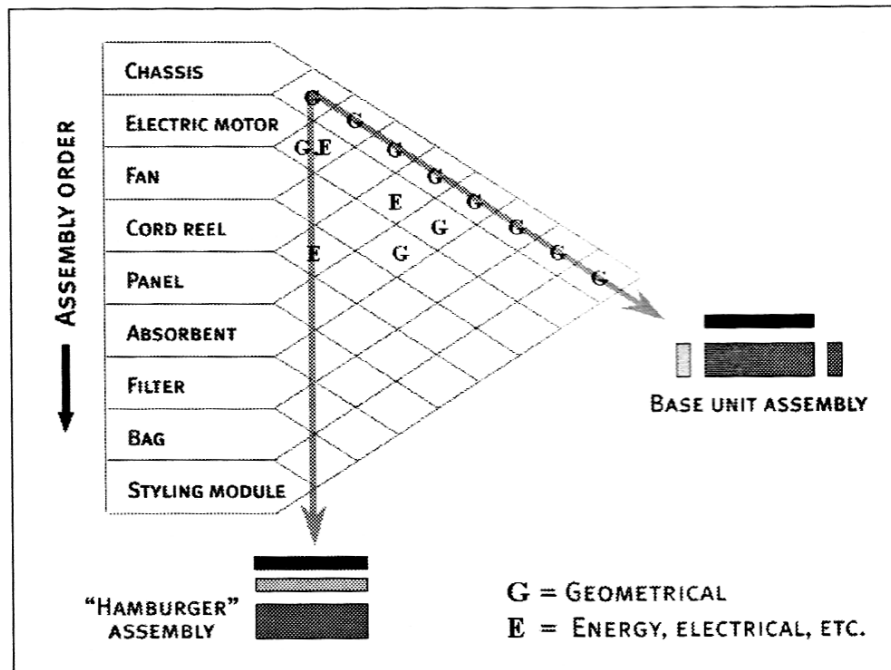 ASSEMBLY ORDER
CHASSIS
ELECTRIC MOTOR
FAN
CORD REEL
PANEL
ABSORBENT
FILTER
BAG
STYLING MODULE
G
G
G
G,E
G
E
G
G
G
E
G
G
G
BASE UNIT ASSEMBLY
"HAMBURGER"
ASSEMBLY
G = GEOMETRICAL
E = ENERGY, ELECTRICAL, ETC.